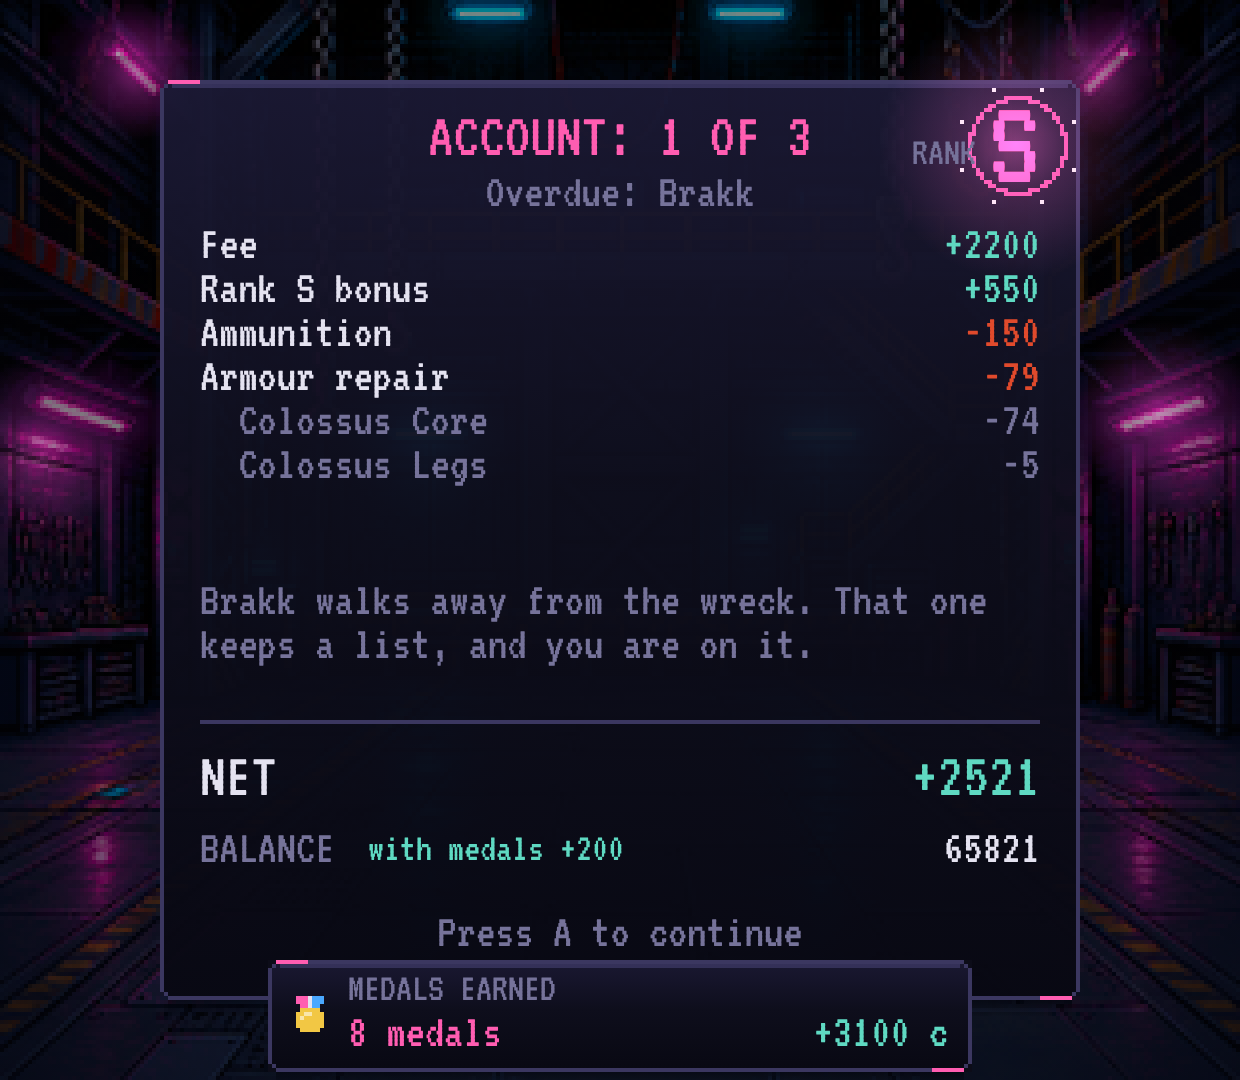 ACCOUNT: 1 OF 3
RANK S
Overdue: Brakk
Fee +2200
Rank S bonus +550
Ammunition -150
Armour repair -79
Colossus Core -74
Colossus Legs -5
Brakk walks away from the wreck. That one
keeps a list, and you are on it.
NET +2521
BALANCE with medals +200 65821
Press A to continue
MEDALS EARNED
8 medals +3100 c